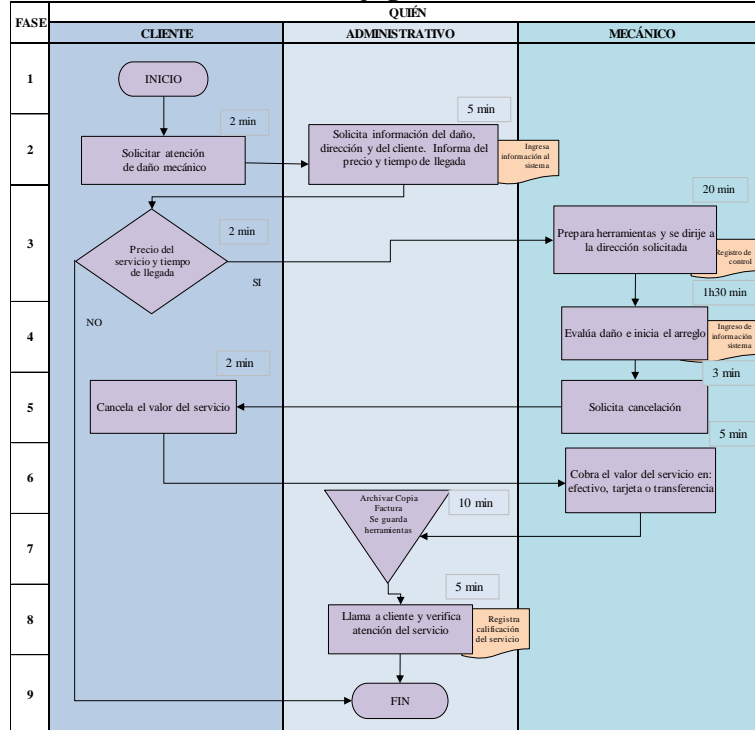 QUIÉN
FASE
CLIENTE
ADMINISTRATIVO
MECÁNICO
1
INICIO
2 min
5 min
2
Solicitar atención
de daño mecánico
Solicita información del daño,
dirección y del cliente. Informa del
precio y tiempo de llegada
Ingresa
información al
sistema
3
Precio del
servicio y tiempo
de llegada
2 min
SI
NO
20 min
Prepara herramientas y se dirije a
la dirección solicitada
Registro de
control
1h30 min
4
Evalúa daño e inicia el arreglo
Ingreso de
información
sistema
2 min
3 min
5
Cancela el valor del servicio
Solicita cancelación
5 min
6
Cobra el valor del servicio en:
efectivo, tarjeta o transferencia
Archivar Copia
Factura
Se guarda
herramientas
10 min
7
5 min
8
Llama a cliente y verifica
atención del servicio
Registra
calificación
del servicio
9
FIN